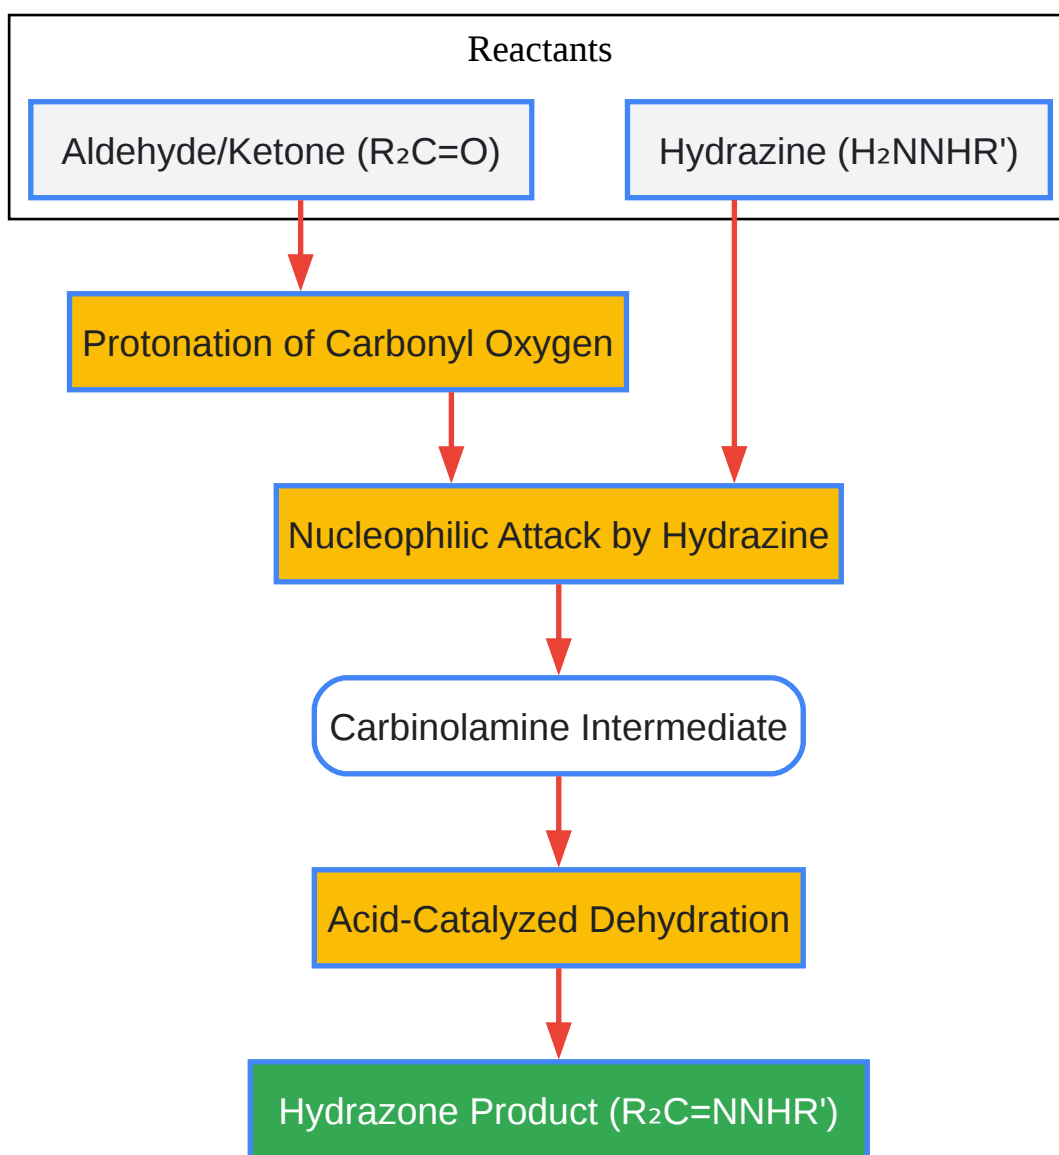 Reactants
Aldehyde/Ketone (R₂C=O)
Hydrazine (H₂NNHR')
Protonation of Carbonyl Oxygen
Nucleophilic Attack by Hydrazine
Carbinolamine Intermediate
Acid-Catalyzed Dehydration
Hydrazone Product (R₂C=NNHR')